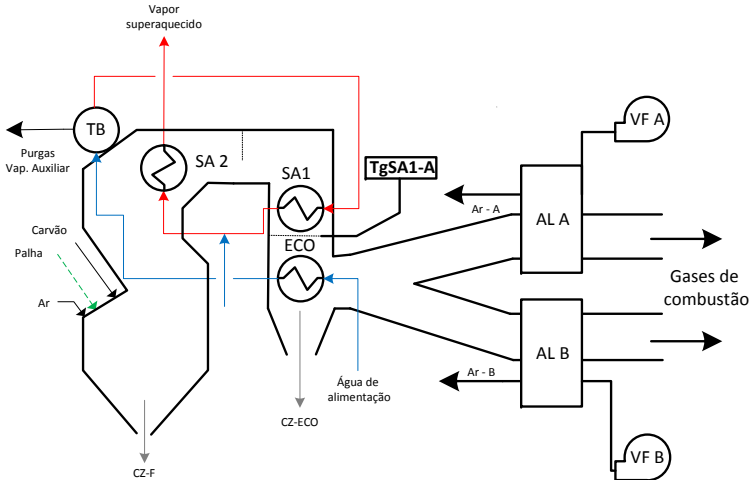 Vapor
superaquecido
TB
VF A
Purgas
Vap. Auxiliar
SA 2
SA1
TgSA1-A
Ar - A
AL A
Carvão
Palha
ECO
Gases de
combustão
Ar
AL B
Ar - B
Água de
alimentação
CZ-ECO
VF B
CZ-F